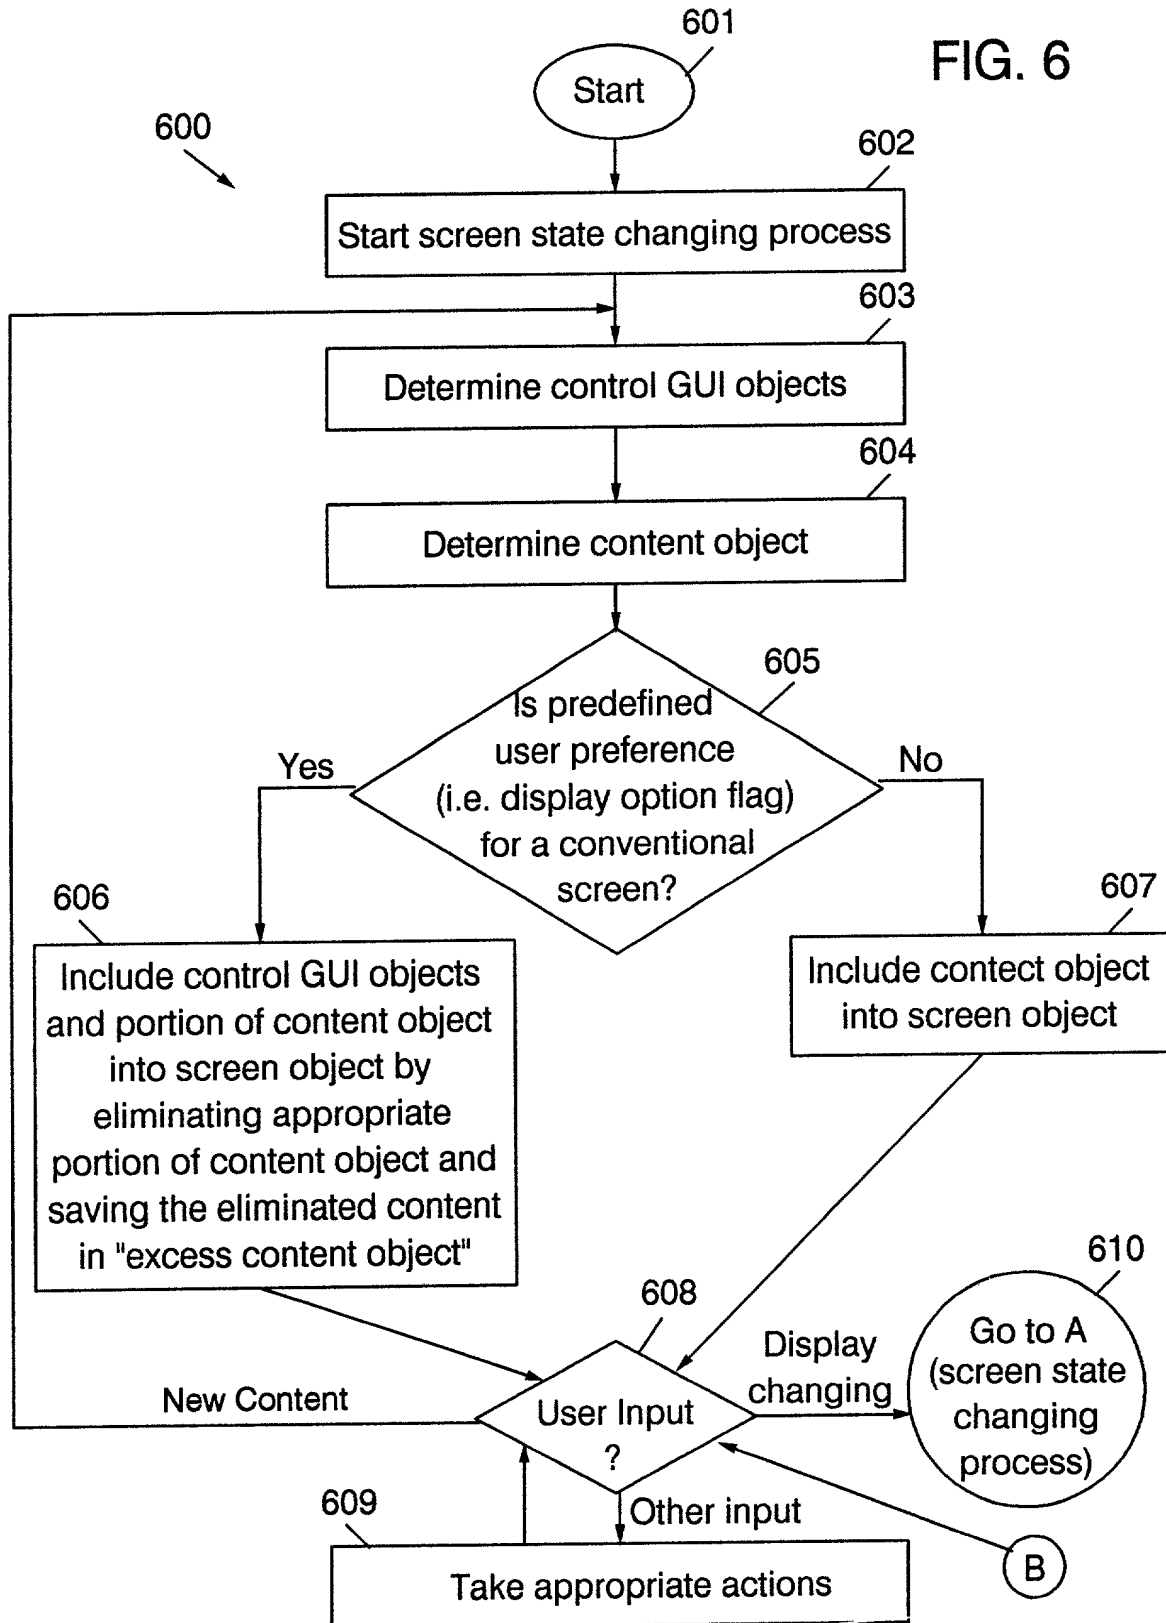 FIG. 6
600
601
Start
602
Start screen state changing process
603
Determine control GUI objects
604
Determine content object
605
Is predefined
user preference
(i.e. display option flag)
for a conventional
screen?
Yes
No
606
Include control GUI objects
and portion of content object
into screen object by
eliminating appropriate
portion of content object and
saving the eliminated content
in "excess content object"
607
Include contect object
into screen object
608
User Input
?
New Content
Display
changing
610
Go to A
(screen state
changing
process)
Other input
609
Take appropriate actions
B